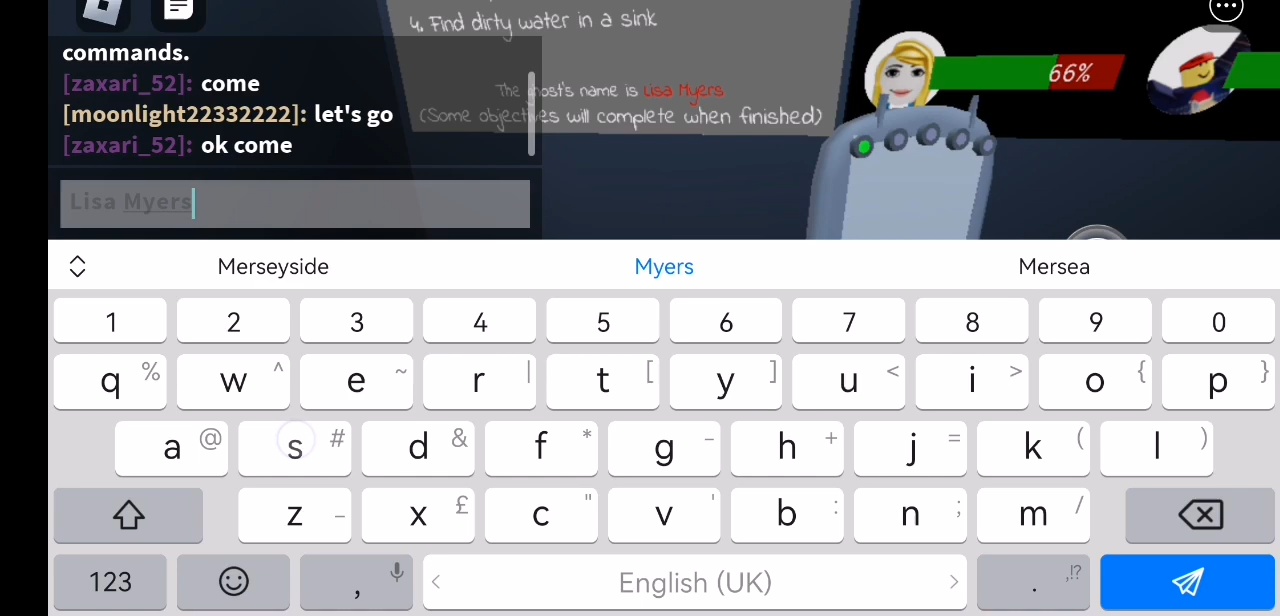 4. Find dirty water in a sink
commands.
[zaxari_52]: come
The ghost's name is Lisa Myers
66%
[moonlight22332222]: let's go
(Some objectives will complete when finished)
[zaxari_52]: ok come
Lisa Myers
Merseyside Myers Mersea
1 2 3 4 5 6 7 8 9 0
q % w ^ e ~ r | t [ y ] u < i > o { p }
a @ s # d & f * g - h + j = k ( l )
z _ x £ c " v ' b : n ; m /
123 , < English (UK) > . ,!?